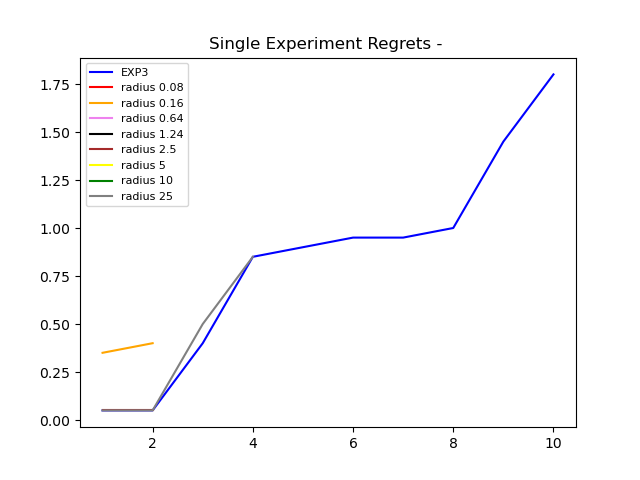 Single Experiment Regrets -
EXP3
radius 0.08
radius 0.16
radius 0.64
radius 1.24
radius 2.5
radius 5
radius 10
radius 25
1.75
1.50
1.25
1.00
0.75
0.50
0.25
0.00
2 4 6 8 10